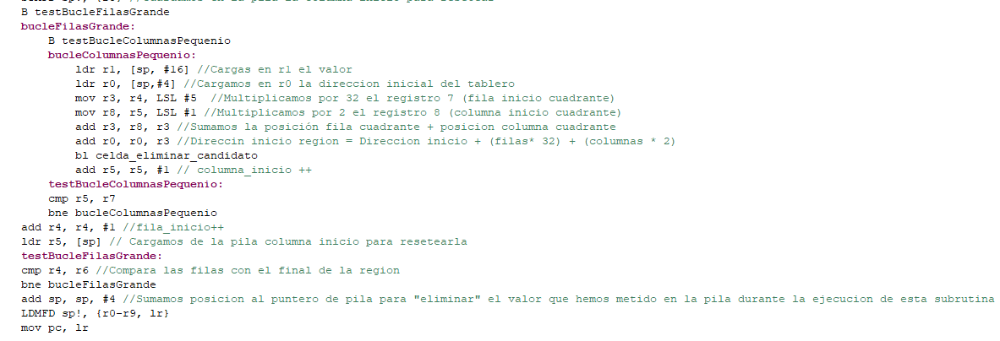 B testBucleFilasGrande
bucleFilasGrande:
B testBucleColumnasPequenio
bucleColumnasPequenio:
ldr r1, [sp, #16] //Cargas en r1 el valor
ldr r0, [sp,#4] //Cargamos en r0 la direccion inicial del tablero
mov r3, r4, LSL #5 //Multiplicamos por 32 el registro 7 (fila inicio cuadrante)
mov r8, r5, LSL #1 //Multiplicamos por 2 el registro 8 (columna inicio cuadrante)
add r3, r8, r3 //Sumamos la posición fila cuadrante + posicion columna cuadrante
add r0, r0, r3 //Direccin inicio region = Direccion inicio + (filas* 32) + (columnas * 2)
bl celda_eliminar_candidato
add r5, r5, #1 // columna_inicio ++
testBucleColumnasPequenio:
cmp r5, r7
bne bucleColumnasPequenio
add r4, r4, #1 //fila_inicio++
ldr r5, [sp] // Cargamos de la pila columna inicio para resetearla
testBucleFilasGrande:
cmp r4, r6 //Compara las filas con el final de la region
bne bucleFilasGrande
add sp, sp, #4 //Sumamos posicion al puntero de pila para "eliminar" el valor que hemos metido en la pila durante la ejecucion de esta subrutina
LDMFD sp!, {r0-r9, lr}
mov pc, lr